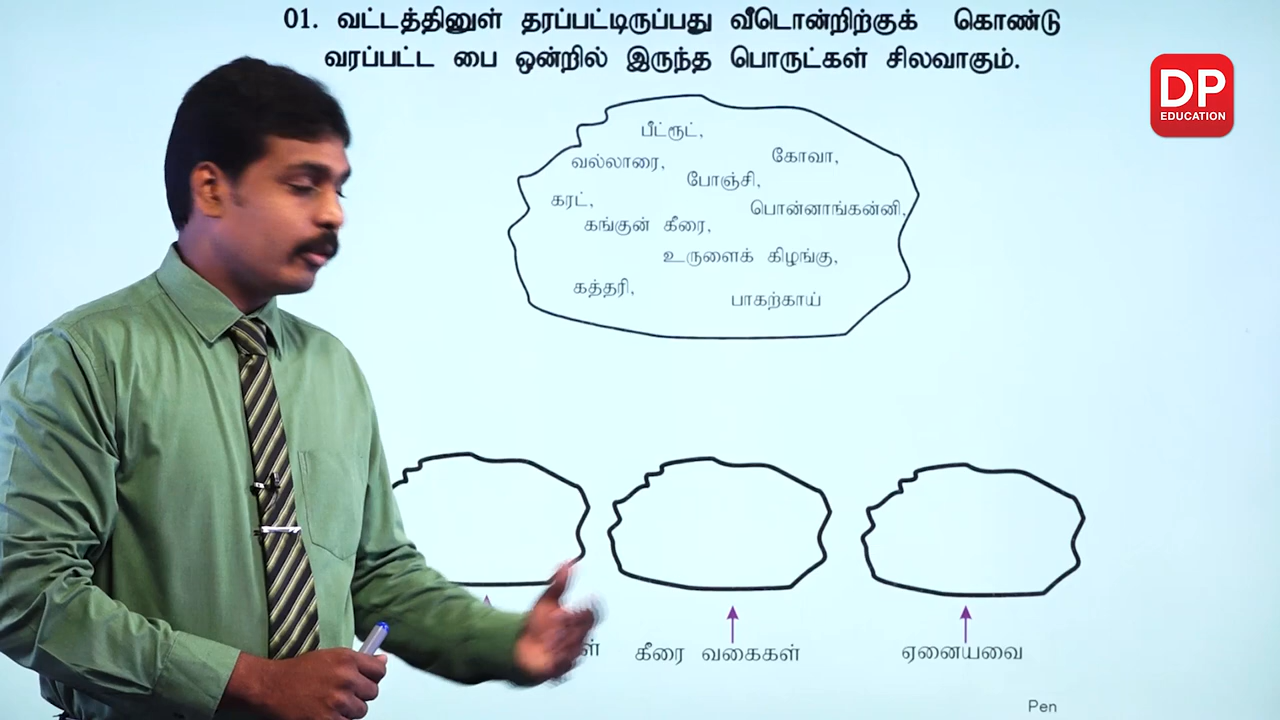 01. வட்டத்தினுள் தரப்பட்டிருப்பது வீடொன்றிற்குக் கொண்டு
வரப்பட்ட பை ஒன்றில் இருந்த பொருட்கள் சிலவாகும்.
DP
EDUCATION
பீட்ரூட்,
வல்லாரை,
கோவா,
போஞ்சி,
கரட்,
பொன்னாங்கன்னி,
கங்குன் கீரை,
உருளைக் கிழங்கு,
கத்தரி,
பாகற்காய்
கீரை வகைகள்
ஏனையவை
Pen